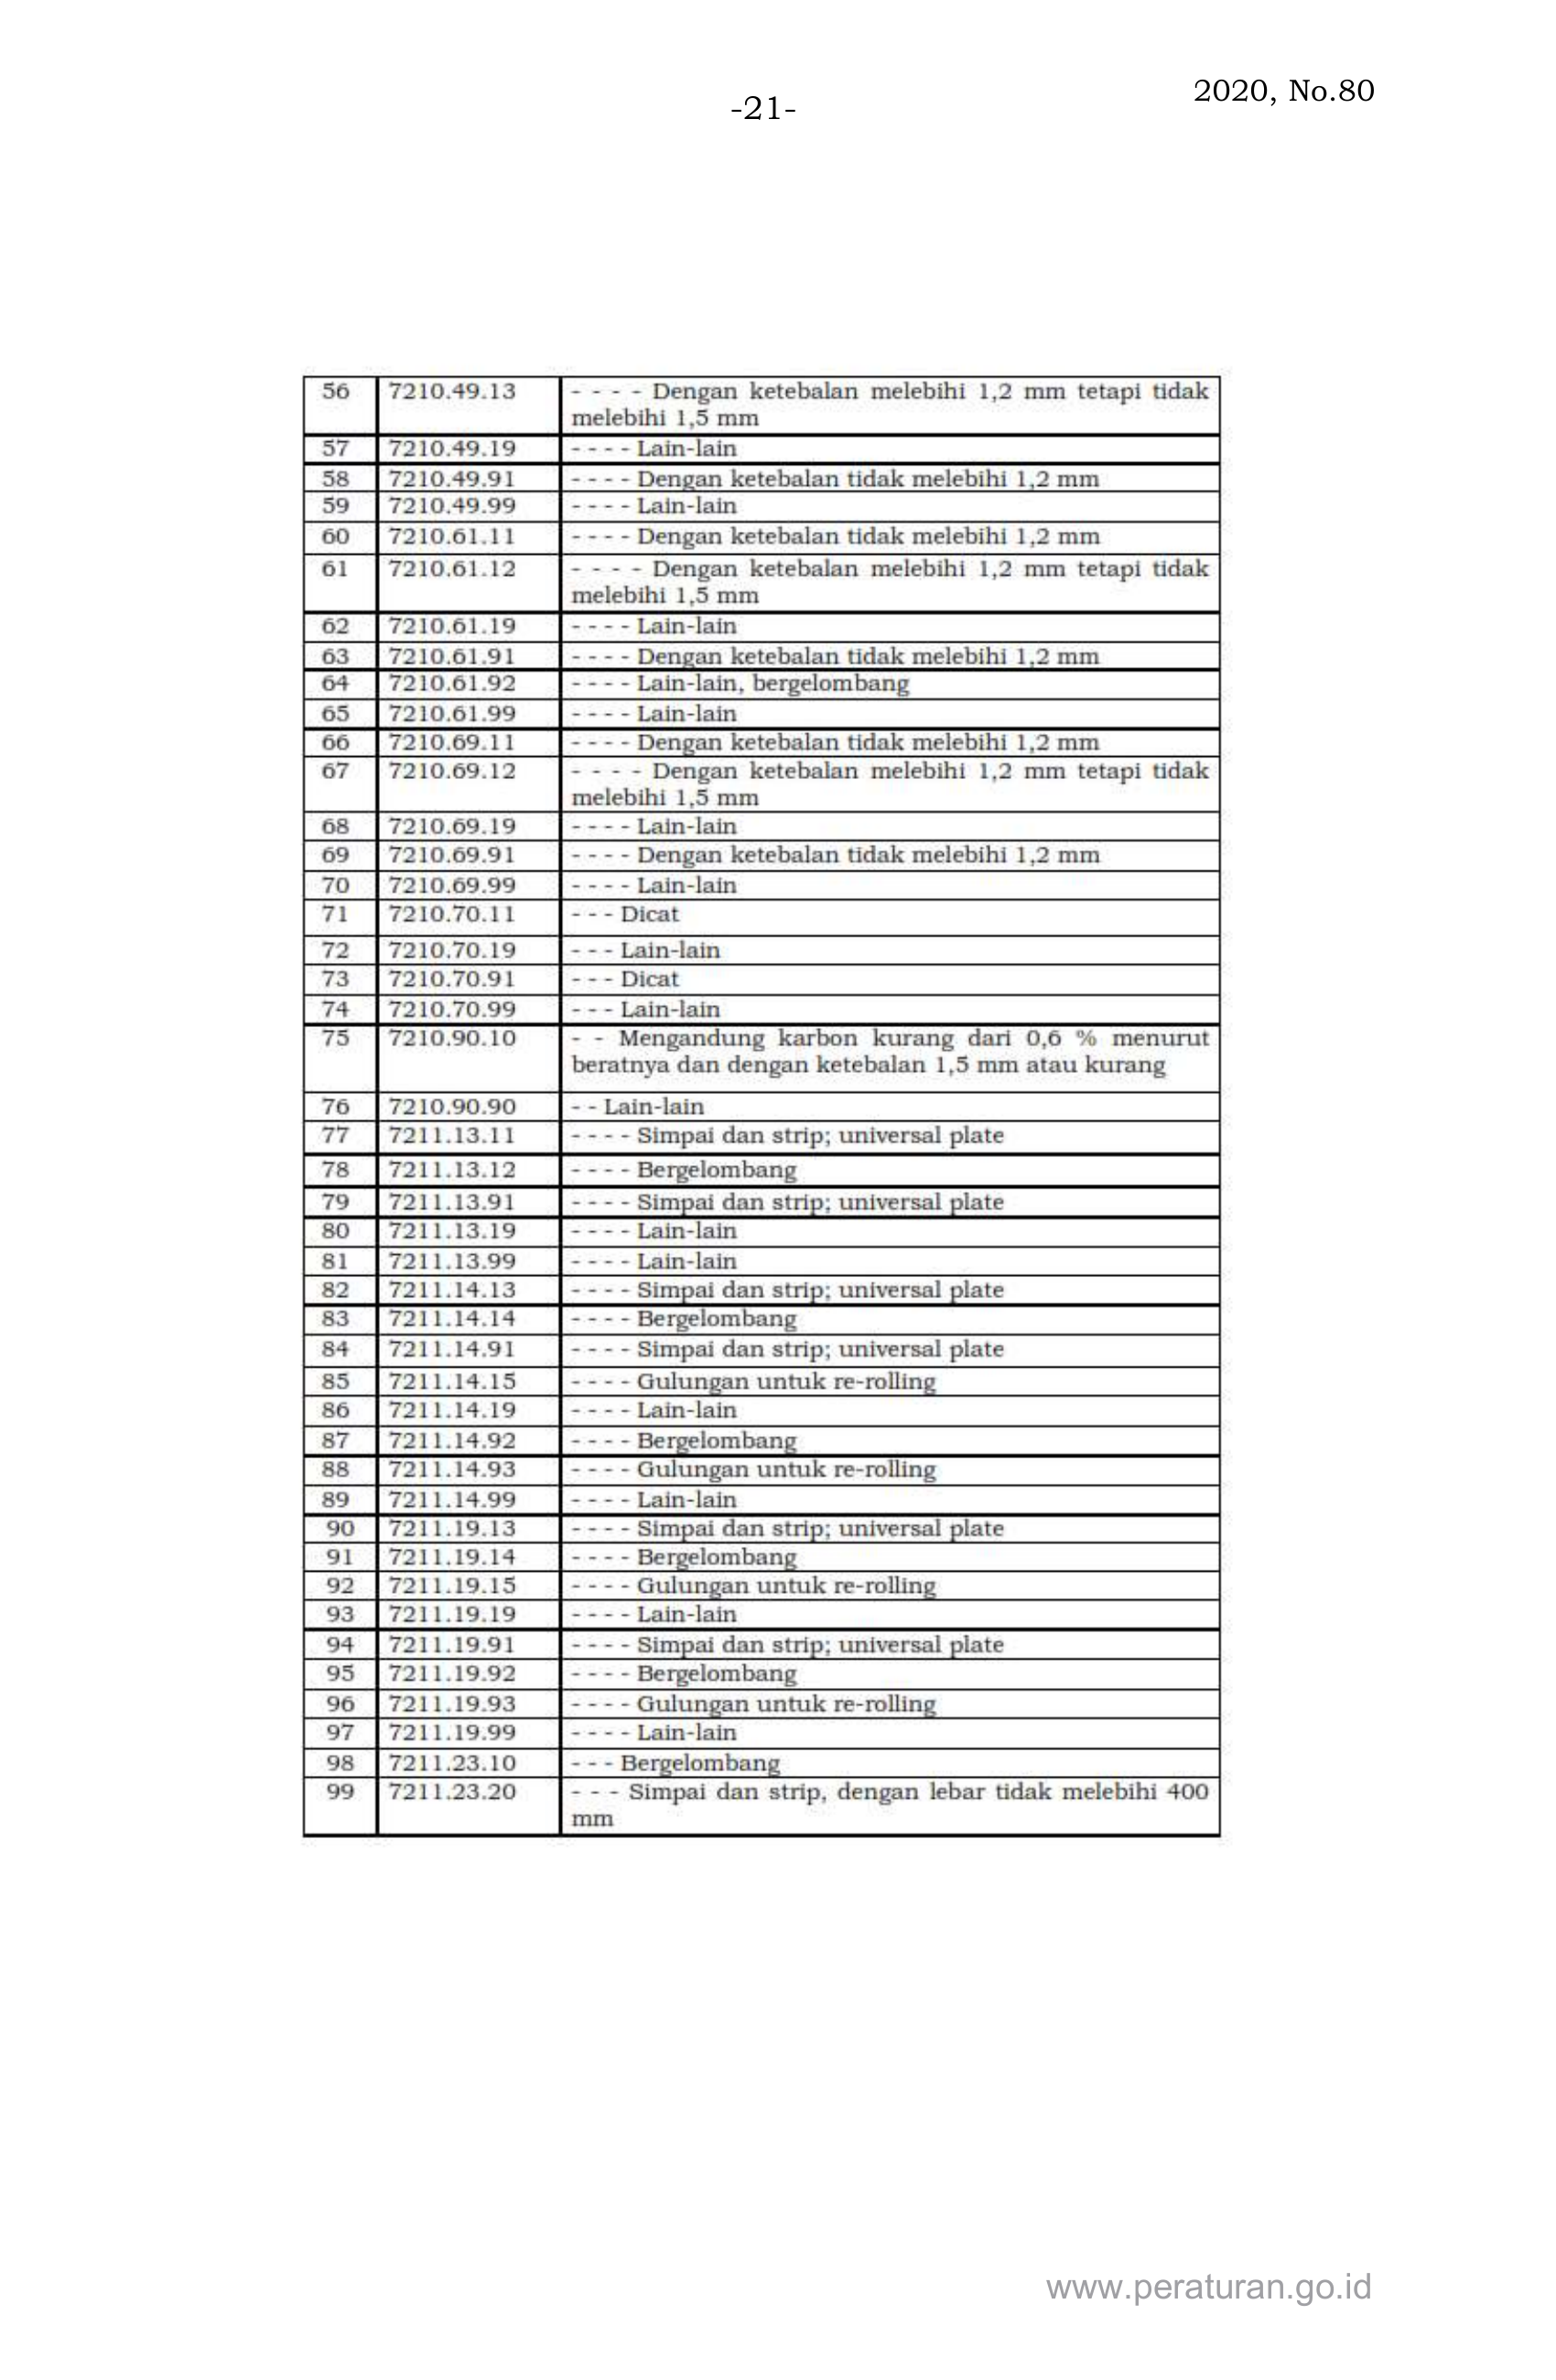 2020, No.80
-21-
56 7210.49.13 - - - - Dengan ketebalan melebihi 1,2 mm tetapi tidak
melebihi 1,5 mm
57 7210.49.19 - - - - Lain-lain
58 7210.49.91 - - - - Dengan ketebalan tidak melebihi 1,2 mm
59 7210.49.99 - - - - Lain-lain
60 7210.61.11 - - - - Dengan ketebalan tidak melebihi 1,2 mm
61 7210.61.12 - - - - Dengan ketebalan melebihi 1,2 mm tetapi tidak
melebihi 1,5 mm
62 7210.61.19 - - - - Lain-lain
63 7210.61.91 - - - - Dengan ketebalan tidak melebihi 1,2 mm
64 7210.61.92 - - - - Lain-lain, bergelombang
65 7210.61.99 - - - - Lain-lain
66 7210.69.11 - - - - Dengan ketebalan tidak melebihi 1,2 mm
67 7210.69.12 - - - - Dengan ketebalan melebihi 1,2 mm tetapi tidak
melebihi 1,5 mm
68 7210.69.19 - - - - Lain-lain
69 7210.69.91 - - - - Dengan ketebalan tidak melebihi 1,2 mm
70 7210.69.99 - - - - Lain-lain
71 7210.70.11 - - - Dicat
72 7210.70.19 - - - Lain-lain
73 7210.70.91 - - - Dicat
74 7210.70.99 - - - Lain-lain
75 7210.90.10 - - Mengandung karbon kurang dari 0,6 % menurut
beratnya dan dengan ketebalan 1,5 mm atau kurang
76 7210.90.90 - - Lain-lain
77 7211.13.11 - - - - Simpai dan strip; universal plate
78 7211.13.12 - - - - Bergelombang
79 7211.13.91 - - - - Simpai dan strip; universal plate
80 7211.13.19 - - - - Lain-lain
81 7211.13.99 - - - - Lain-lain
82 7211.14.13 - - - - Simpai dan strip; universal plate
83 7211.14.14 - - - - Bergelombang
84 7211.14.91 - - - - Simpai dan strip; universal plate
85 7211.14.15 - - - - Gulungan untuk re-rolling
86 7211.14.19 - - - - Lain-lain
87 7211.14.92 - - - - Bergelombang
88 7211.14.93 - - - - Gulungan untuk re-rolling
89 7211.14.99 - - - - Lain-lain
90 7211.19.13 - - - - Simpai dan strip; universal plate
91 7211.19.14 - - - - Bergelombang
92 7211.19.15 - - - - Gulungan untuk re-rolling
93 7211.19.19 - - - - Lain-lain
94 7211.19.91 - - - - Simpai dan strip; universal plate
95 7211.19.92 - - - - Bergelombang
96 7211.19.93 - - - - Gulungan untuk re-rolling
97 7211.19.99 - - - - Lain-lain
98 7211.23.10 - - - Bergelombang
99 7211.23.20 - - - Simpai dan strip, dengan lebar tidak melebihi 400
mm
www.peraturan.go.id